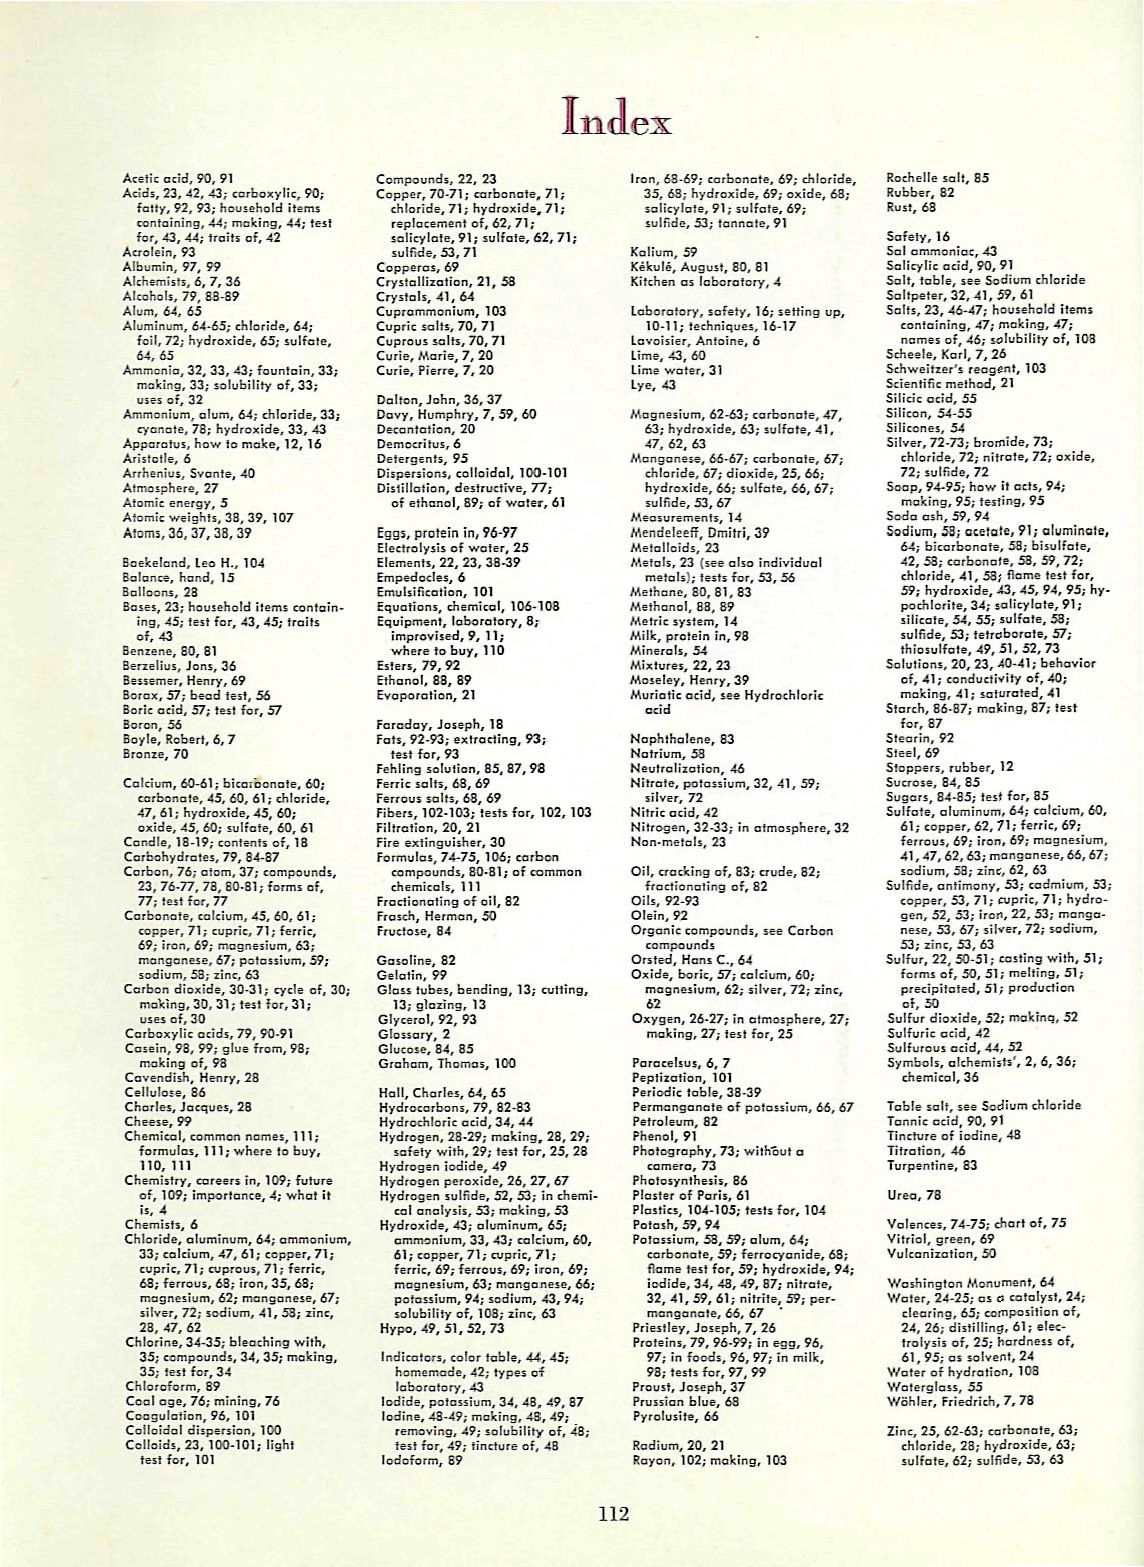 Index
Acetic acid, 90, 91
Acids, 23, 42, 43; carboxylic, 90;
fatty, 92, 93; household items
containing, 44; making, 44; test
for, 43, 44; traits of, 42
Acrolein, 93
Albumin, 97, 99
Alchemists, 6, 7, 36
Alcohols, 79, 88-89
Alum, 64, 65
Aluminum, 64-65; chloride, 64;
foil, 72; hydroxide, 65; sulfate,
64, 65
Ammonia, 32, 33, 43; fountain, 33;
making, 33; solubility of, 33;
uses of, 32
Ammonium, alum, 64; chloride, 33;
cyanate, 78; hydroxide, 33, 43
Apparatus, how to make, 12, 16
Aristotle, 6
Arrhenius, Svante, 40
Atmosphere, 27
Atomic energy, 5
Atomic weights, 38, 39, 107
Atoms, 36, 37, 38, 39
Baekeland, Leo H., 104
Balance, hand, 15
Balloons, 28
Bases, 23; household items contain-
ing, 45; test for, 43, 45; traits
of, 43
Benzene, 80, 81
Berzelius, Jons, 36
Bessemer, Henry, 69
Borax, 57; bead test, 56
Boric acid, 57; test for, 57
Boron, 56
Boyle, Robert, 6, 7
Bronze, 70
Calcium, 60-61; bicarbonate, 60;
carbonate, 45, 60, 61; chloride,
47, 61; hydroxide, 45, 60;
oxide, 45, 60; sulfate, 60, 61
Candle, 18-19; contents of, 18
Carbohydrates, 79, 84-87
Carbon, 76; atom, 37; compounds,
23, 76-77, 78, 80-81; forms of,
77; test for, 77
Carbonate, calcium, 45, 60, 61;
copper, 71; cupric, 71; ferric,
69; iron, 69; magnesium, 63;
manganese, 67; potassium, 59;
sodium, 58; zinc, 63
Carbon dioxide, 30-31; cycle of, 30;
making, 30, 31; test for, 31;
uses of, 30
Carboxylic acids, 79, 90-91
Casein, 98, 99; glue from, 98;
making of, 98
Cavendish, Henry, 28
Cellulose, 86
Charles, Jacques, 28
Cheese, 99
Chemical, common names, 111;
formulas, 111; where to buy,
110, 111
Chemistry, careers in, 109; future
of, 109; importance, 4; what it
is, 4
Chemists, 6
Chloride, aluminum, 64; ammonium,
33; calcium, 47, 61; copper, 71;
cupric, 71; cuprous, 71; ferric,
68; ferrous, 68; iron, 35, 68;
magnesium, 62; manganese, 67;
silver, 72; sodium, 41, 58; zinc,
28, 47, 62
Chlorine, 34-35; bleaching with,
35; compounds, 34, 35; making,
35; test for, 34
Chloroform, 89
Coal age, 76; mining, 76
Coagulation, 96, 101
Colloidal dispersion, 100
Colloids, 23, 100-101; light
test for, 101
Compounds, 22, 23
Copper, 70-71; carbonate, 71;
chloride, 71; hydroxide, 71;
replacement of, 62, 71;
salicylate, 91; sulfate, 62, 71;
sulfide, 53, 71
Copperas, 69
Crystallization, 21, 58
Crystals, 41, 64
Cuprammonium, 103
Cupric salts, 70, 71
Cuprous salts, 70, 71
Curie, Marie, 7, 20
Curie, Pierre, 7, 20
Dalton, John, 36, 37
Davy, Humphry, 7, 59, 60
Decantation, 20
Democritus, 6
Detergents, 95
Dispersions, colloidal, 100-101
Distillation, destructive, 77;
of ethanol, 89; of water, 61
Eggs, protein in, 96-97
Electrolysis of water, 25
Elements, 22, 23, 38-39
Empedocles, 6
Emulsification, 101
Equations, chemical, 106-108
Equipment, laboratory, 8;
improvised, 9, 11;
where to buy, 110
Esters, 79, 92
Ethanol, 88, 89
Evaporation, 21
Faraday, Joseph, 18
Fats, 92-93; extracting, 93;
test for, 93
Fehling solution, 85, 87, 98
Ferric salts, 68, 69
Ferrous salts, 68, 69
Fibers, 102-103; tests for, 102, 103
Filtration, 20, 21
Fire extinguisher, 30
Formulas, 74-75, 106; carbon
compounds, 80-81; of common
chemicals, 111
Fractionating of oil, 82
Frasch, Herman, 50
Fructose, 84
Gasoline, 82
Gelatin, 99
Glass tubes, bending, 13; cutting,
13; glazing, 13
Glycerol, 92, 93
Glossary, 2
Glucose, 84, 85
Graham, Thomas, 100
Hall, Charles, 64, 65
Hydrocarbons, 79, 82-83
Hydrochloric acid, 34, 44
Hydrogen, 28-29; making, 28, 29;
safety with, 29; test for, 25, 28
Hydrogen iodide, 49
Hydrogen peroxide, 26, 27, 67
Hydrogen sulfide, 52, 53; in chemi-
cal analysis, 53; making, 53
Hydroxide, 43; aluminum, 65;
ammonium, 33, 43; calcium, 60,
61; copper, 71; cupric, 71;
ferric, 69; ferrous, 69; iron, 69;
magnesium, 63; manganese, 66;
potassium, 94; sodium, 43, 94;
solubility of, 108; zinc, 63
Hypo, 49, 51, 52, 73
Indicators, color table, 44, 45;
homemade, 42; types of
laboratory, 43
Iodide, potassium, 34, 48, 49, 87
Iodine, 48-49; making, 48, 49;
removing, 49; solubility of, 48;
test for, 49; tincture of, 48
Iodoform, 89
Iron, 68-69; carbonate, 69; chloride,
35, 68; hydroxide, 69; oxide, 68;
salicylate, 91; sulfate, 69;
sulfide, 53; tannate, 91
Kalium, 59
Kékulé, August, 80, 81
Kitchen as laboratory, 4
Laboratory, safety, 16; setting up,
10-11; techniques, 16-17
Lavoisier, Antoine, 6
Lime, 43, 60
Lime water, 31
Lye, 43
Magnesium, 62-63; carbonate, 47,
63; hydroxide, 63; sulfate, 41,
47, 62, 63
Manganese, 66-67; carbonate, 67;
chloride, 67; dioxide, 25, 66;
hydroxide, 66; sulfate, 66, 67;
sulfide, 53, 67
Measurements, 14
Mendeleeff, Dmitri, 39
Metalloids, 23
Metals, 23 (see also individual
metals); tests for, 53, 56
Methane, 80, 81, 83
Methanol, 88, 89
Metric system, 14
Milk, protein in, 98
Minerals, 54
Mixtures, 22, 23
Moseley, Henry, 39
Muriatic acid, see Hydrochloric
acid
Naphthalene, 83
Natrium, 58
Neutralization, 46
Nitrate, potassium, 32, 41, 59;
silver, 72
Nitric acid, 42
Nitrogen, 32-33; in atmosphere, 32
Non-metals, 23
Oil, cracking of, 83; crude, 82;
fractionating of, 82
Oils, 92-93
Olein, 92
Organic compounds, see Carbon
compounds
Orsted, Hans C., 64
Oxide, boric, 57; calcium, 60;
magnesium, 62; silver, 72; zinc,
62
Oxygen, 26-27; in atmosphere, 27;
making, 27; test for, 25
Paracelsus, 6, 7
Peptization, 101
Periodic table, 38-39
Permanganate of potassium, 66, 67
Petroleum, 82
Phenol, 91
Photography, 73; without a
camera, 73
Photosynthesis, 86
Plaster of Paris, 61
Plastics, 104-105; tests for, 104
Potash, 59, 94
Potassium, 58, 59; alum, 64;
carbonate, 59; ferrocyanide, 68;
flame test for, 59; hydroxide, 94;
iodide, 34, 48, 49, 87; nitrate,
32, 41, 59, 61; nitrite, 59; per-
manganate, 66, 67
Priestley, Joseph, 7, 26
Proteins, 79, 96-99; in egg, 96,
97; in foods, 96, 97; in milk,
98; tests for, 97, 99
Proust, Joseph, 37
Prussian blue, 68
Pyrolusite, 66
Radium, 20, 21
Rayon, 102; making, 103
Rochelle salt, 85
Rubber, 82
Rust, 68
Safety, 16
Sal ammoniac, 43
Salicylic acid, 90, 91
Salt, table, see Sodium chloride
Saltpeter, 32, 41, 59, 61
Salts, 23, 46-47; household items
containing, 47; making, 47;
names of, 46; solubility of, 108
Scheele, Karl, 7, 26
Schweitzer's reagent, 103
Scientific method, 21
Silicic acid, 55
Silicon, 54-55
Silicones, 54
Silver, 72-73; bromide, 73;
chloride, 72; nitrate, 72; oxide,
72; sulfide, 72
Soap, 94-95; how it acts, 94;
making, 95; testing, 95
Soda ash, 59, 94
Sodium, 58; acetate, 91; aluminate,
64; bicarbonate, 58; bisulfate,
42, 58; carbonate, 58, 59, 72;
chloride, 41, 58; flame test for,
59; hydroxide, 43, 45, 94, 95; hy-
pochlorite, 34; salicylate, 91;
silicate, 54, 55; sulfate, 58;
sulfide, 53; tetraborate, 57;
thiosulfate, 49, 51, 52, 73
Solutions, 20, 23, 40-41; behavior
of, 41; conductivity of, 40;
making, 41; saturated, 41
Starch, 86-87; making, 87; test
for, 87
Stearin, 92
Steel, 69
Stoppers, rubber, 12
Sucrose, 84, 85
Sugars, 84-85; test for, 85
Sulfate, aluminum, 64; calcium, 60,
61; copper, 62, 71; ferric, 69;
ferrous, 69; iron, 69; magnesium,
41, 47, 62, 63; manganese, 66, 67;
sodium, 58; zinc, 62, 63
Sulfide, antimony, 53; cadmium, 53;
copper, 53, 71; cupric, 71; hydro-
gen, 52, 53; iron, 22, 53; manga-
nese, 53, 67; silver, 72; sodium,
53; zinc, 53, 63
Sulfur, 22, 50-51; casting with, 51;
forms of, 50, 51; melting, 51;
precipitated, 51; production
of, 50
Sulfur dioxide, 52; making, 52
Sulfuric acid, 42
Sulfurous acid, 44, 52
Symbols, alchemists', 2, 6, 36;
chemical, 36
Table salt, see Sodium chloride
Tannic acid, 90, 91
Tincture of iodine, 48
Titration, 46
Turpentine, 83
Urea, 78
Valences, 74-75; chart of, 75
Vitriol, green, 69
Vulcanization, 50
Washington Monument, 64
Water, 24-25; as a catalyst, 24;
clearing, 65; composition of,
24, 26; distilling, 61; elec-
trolysis of, 25; hardness of,
61, 95; as solvent, 24
Water of hydration, 108
Waterglass, 55
Wöhler, Friedrich, 7, 78
Zinc, 25, 62-63; carbonate, 63;
chloride, 28; hydroxide, 63;
sulfate, 62; sulfide, 53, 63
112